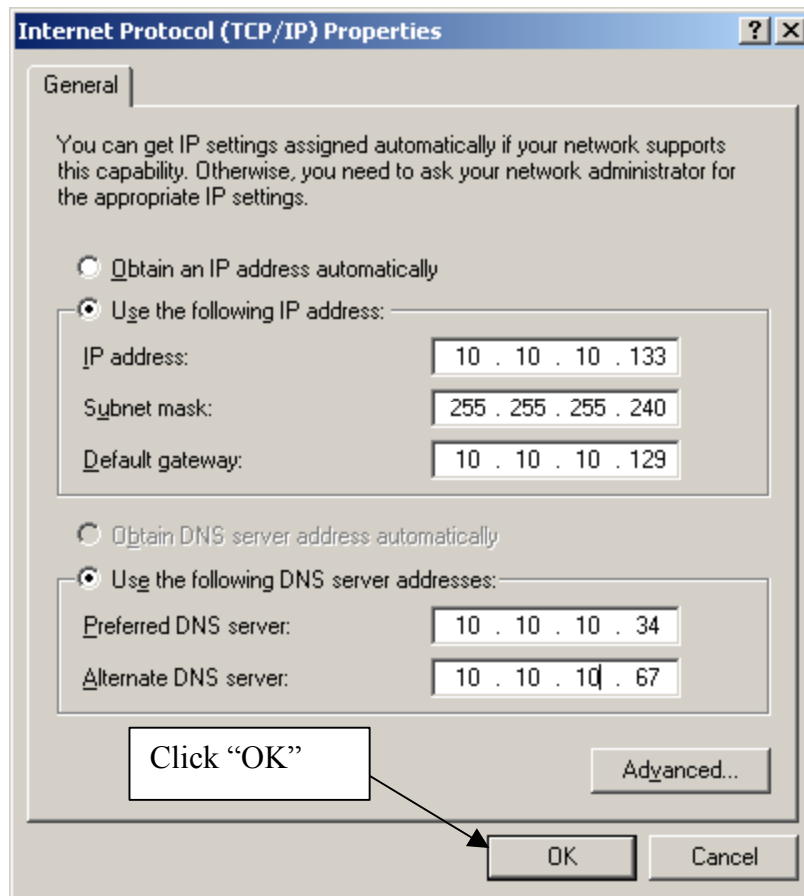 Internet Protocol (TCP/IP) Properties
General
You can get IP settings assigned automatically if your network supports
this capability. Otherwise, you need to ask your network administrator for
the appropriate IP settings.
Obtain an IP address automatically
Use the following IP address:
IP address: 10 . 10 . 10 . 133
Subnet mask: 255 . 255 . 255 . 240
Default gateway: 10 . 10 . 10 . 129
Obtain DNS server address automatically
Use the following DNS server addresses:
Preferred DNS server: 10 . 10 . 10 . 34
Alternate DNS server: 10 . 10 . 10 . 67
Click “OK”
Advanced...
OK Cancel